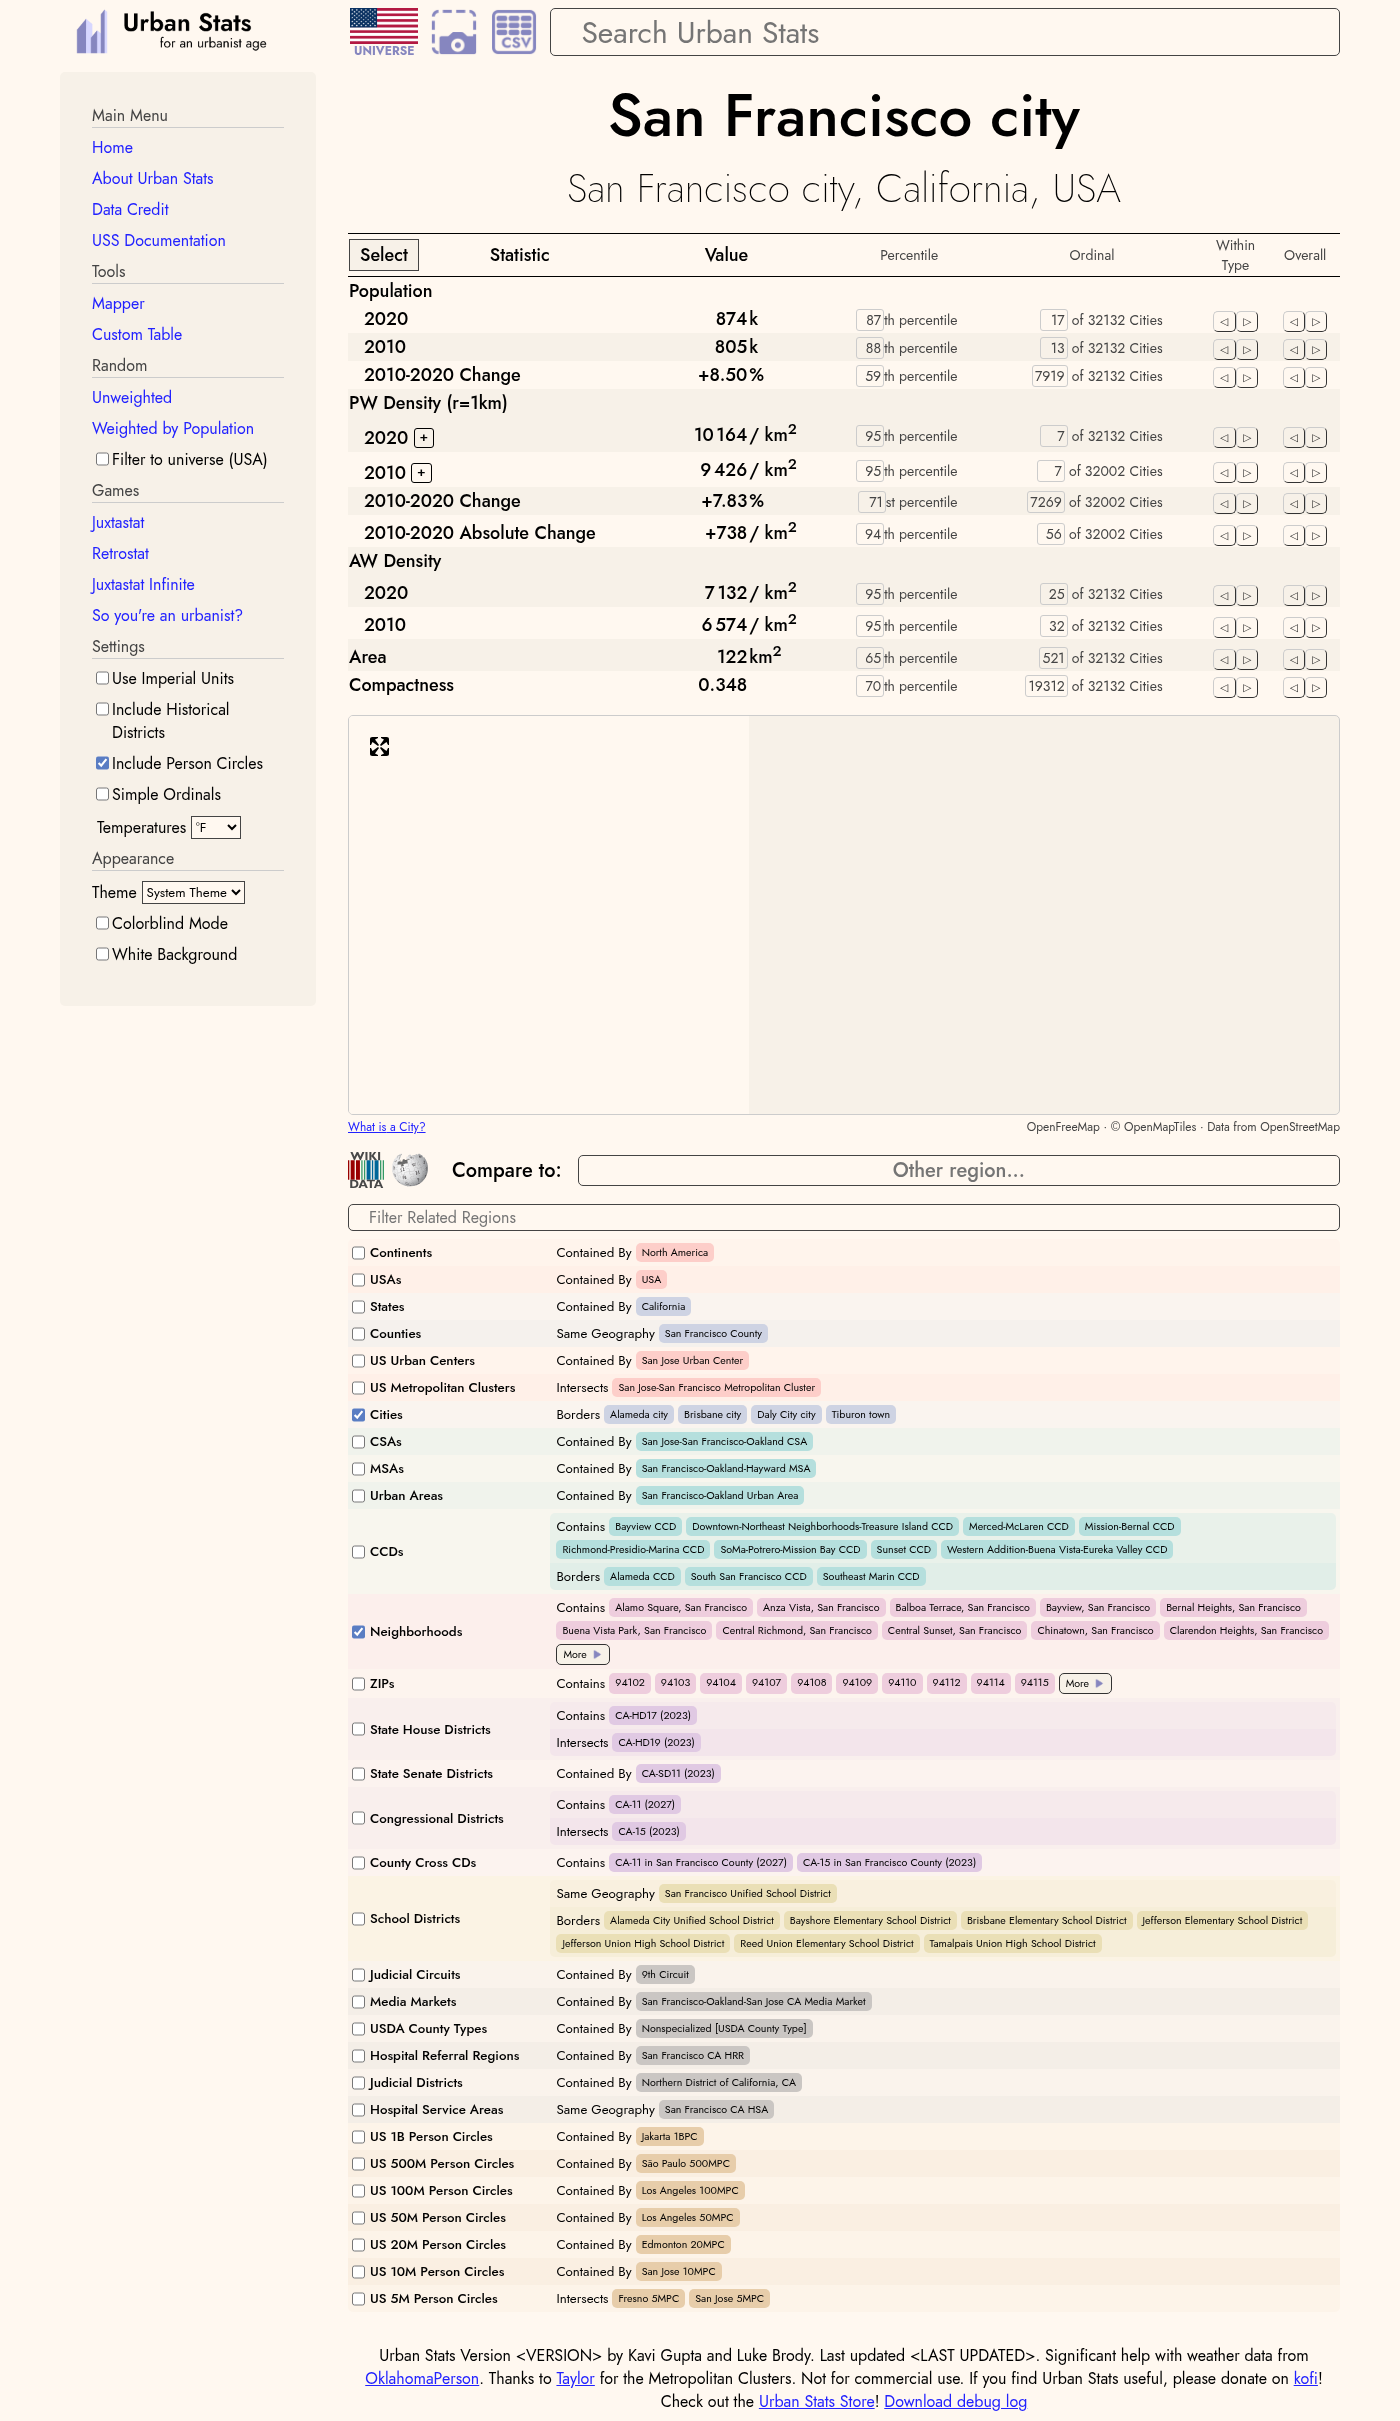 Urban Stats
for an urbanist age
UNIVERSE
CSV
Search Urban Stats
Main Menu
Home
About Urban Stats
Data Credit
USS Documentation
Tools
Mapper
Custom Table
Random
Unweighted
Weighted by Population
Filter to universe (USA)
Games
Juxtastat
Retrostat
Juxtastat Infinite
So you're an urbanist?
Settings
Use Imperial Units
Include Historical
Districts
Include Person Circles
Simple Ordinals
Temperatures °F
Appearance
Theme System Theme
Colorblind Mode
White Background
San Francisco city
San Francisco city, California, USA
Select Statistic Value Percentile Ordinal Within Type Overall
Population
2020 874k 87th percentile 17 of 32132 Cities
2010 805k 88th percentile 13 of 32132 Cities
2010-2020 Change +8.50% 59th percentile 7919 of 32132 Cities
PW Density (r=1km)
2020 + 10 164/ km2 95th percentile 7 of 32132 Cities
2010 + 9 426/ km2 95th percentile 7 of 32002 Cities
2010-2020 Change +7.83% 71st percentile 7269 of 32002 Cities
2010-2020 Absolute Change +738/ km2 94th percentile 56 of 32002 Cities
AW Density
2020 7 132/ km2 95th percentile 25 of 32132 Cities
2010 6 574/ km2 95th percentile 32 of 32132 Cities
Area 122km2 65th percentile 521 of 32132 Cities
Compactness 0.348 70th percentile 19312 of 32132 Cities
What is a City? OpenFreeMap · © OpenMapTiles · Data from OpenStreetMap
WIKI
DATA
Compare to: Other region...
Filter Related Regions
Continents Contained By North America
USAs Contained By USA
States Contained By California
Counties Same Geography San Francisco County
US Urban Centers Contained By San Jose Urban Center
US Metropolitan Clusters Intersects San Jose-San Francisco Metropolitan Cluster
Cities Borders Alameda city Brisbane city Daly City city Tiburon town
CSAs Contained By San Jose-San Francisco-Oakland CSA
MSAs Contained By San Francisco-Oakland-Hayward MSA
Urban Areas Contained By San Francisco-Oakland Urban Area
CCDs
Contains Bayview CCD Downtown-Northeast Neighborhoods-Treasure Island CCD Merced-McLaren CCD Mission-Bernal CCD
Richmond-Presidio-Marina CCD SoMa-Potrero-Mission Bay CCD Sunset CCD Western Addition-Buena Vista-Eureka Valley CCD
Borders Alameda CCD South San Francisco CCD Southeast Marin CCD
Neighborhoods
Contains Alamo Square, San Francisco Anza Vista, San Francisco Balboa Terrace, San Francisco Bayview, San Francisco Bernal Heights, San Francisco
Buena Vista Park, San Francisco Central Richmond, San Francisco Central Sunset, San Francisco Chinatown, San Francisco Clarendon Heights, San Francisco
More
ZIPs Contains 94102 94103 94104 94107 94108 94109 94110 94112 94114 94115 More
State House Districts
Contains CA-HD17 (2023)
Intersects CA-HD19 (2023)
State Senate Districts Contained By CA-SD11 (2023)
Congressional Districts
Contains CA-11 (2027)
Intersects CA-15 (2023)
County Cross CDs Contains CA-11 in San Francisco County (2027) CA-15 in San Francisco County (2023)
School Districts
Same Geography San Francisco Unified School District
Borders Alameda City Unified School District Bayshore Elementary School District Brisbane Elementary School District Jefferson Elementary School District
Jefferson Union High School District Reed Union Elementary School District Tamalpais Union High School District
Judicial Circuits Contained By 9th Circuit
Media Markets Contained By San Francisco-Oakland-San Jose CA Media Market
USDA County Types Contained By Nonspecialized [USDA County Type]
Hospital Referral Regions Contained By San Francisco CA HRR
Judicial Districts Contained By Northern District of California, CA
Hospital Service Areas Same Geography San Francisco CA HSA
US 1B Person Circles Contained By Jakarta 1BPC
US 500M Person Circles Contained By São Paulo 500MPC
US 100M Person Circles Contained By Los Angeles 100MPC
US 50M Person Circles Contained By Los Angeles 50MPC
US 20M Person Circles Contained By Edmonton 20MPC
US 10M Person Circles Contained By San Jose 10MPC
US 5M Person Circles Intersects Fresno 5MPC San Jose 5MPC
Urban Stats Version <VERSION> by Kavi Gupta and Luke Brody. Last updated <LAST UPDATED>. Significant help with weather data from
OklahomaPerson. Thanks to Taylor for the Metropolitan Clusters. Not for commercial use. If you find Urban Stats useful, please donate on kofi!
Check out the Urban Stats Store! Download debug log